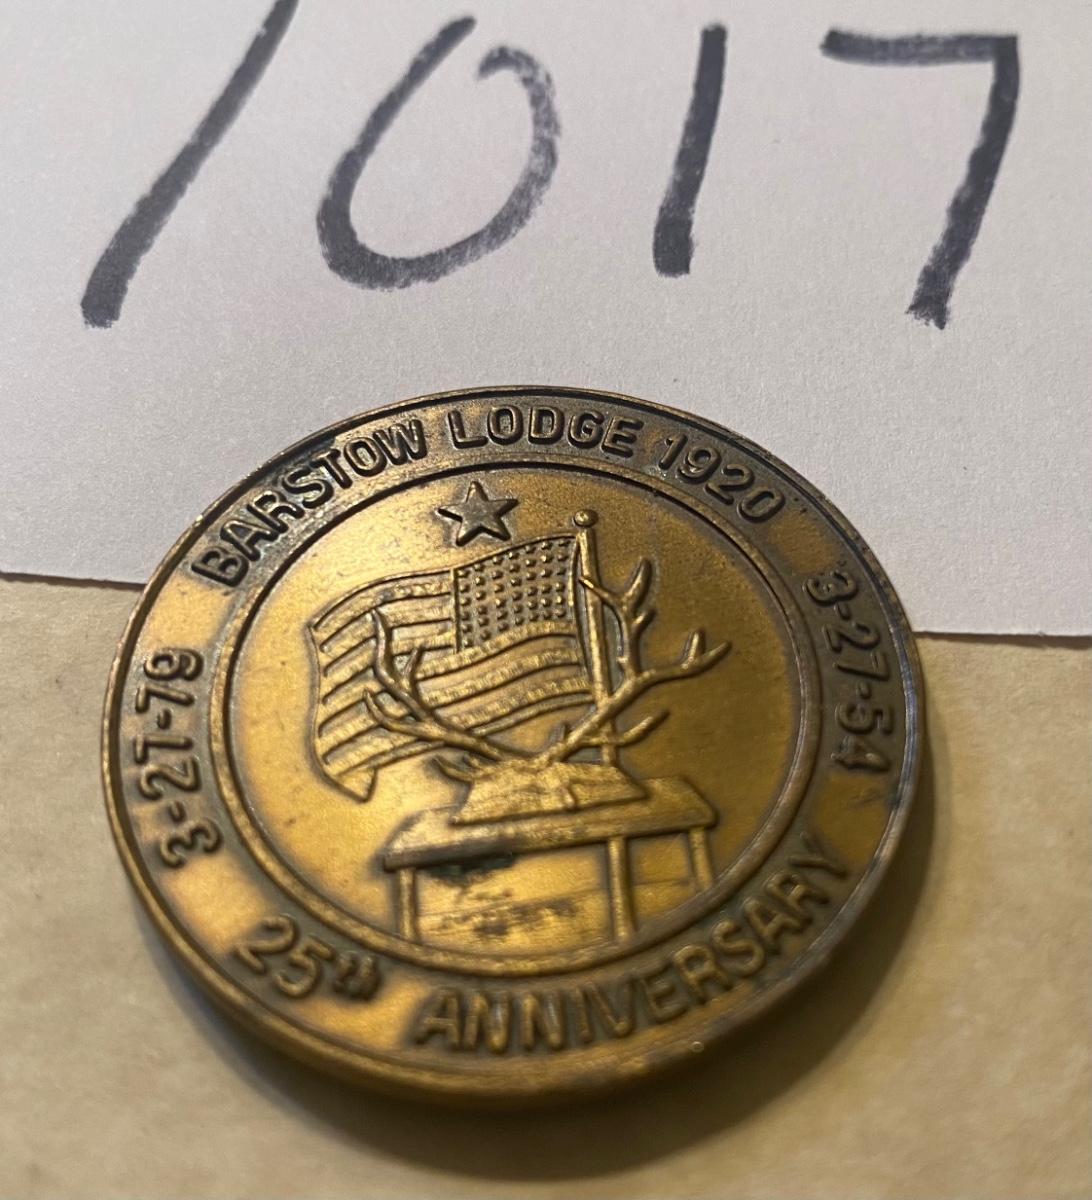 1017
BARSTOW LODGE 1920
3-27-54
3-27-79
25th ANNIVERSARY